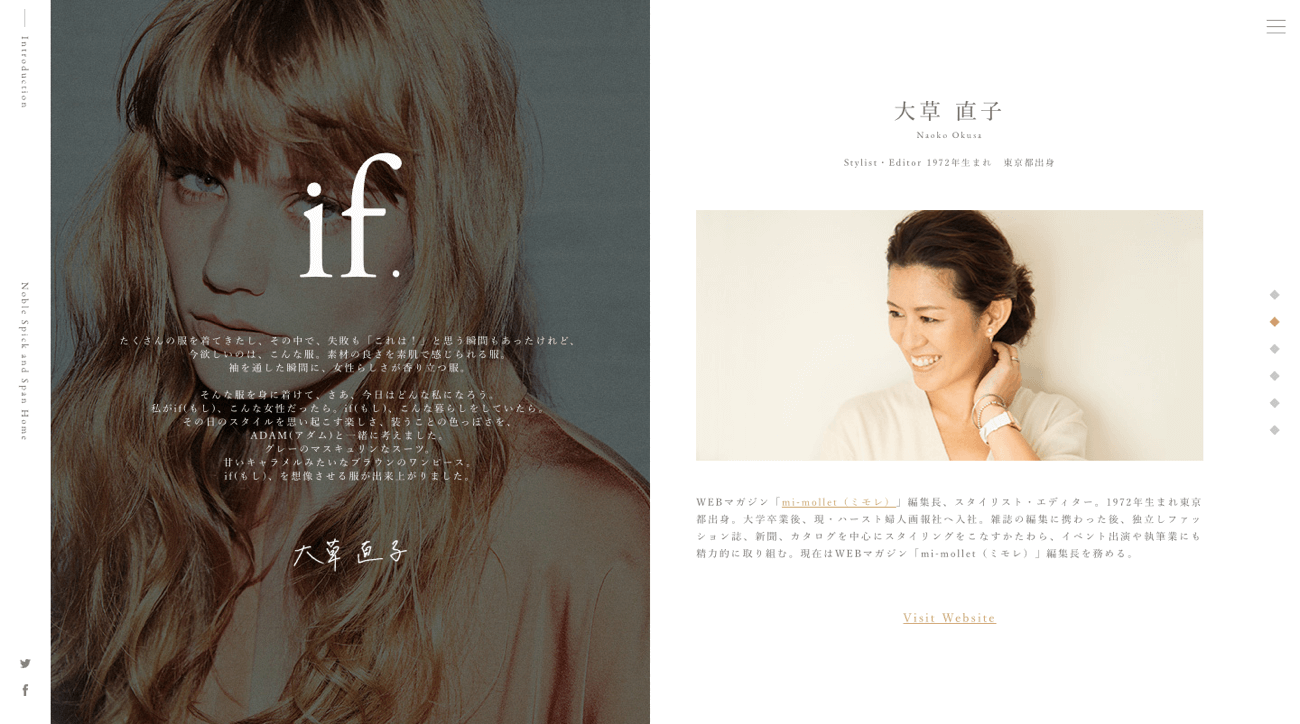 Introduction
Noble Spick and Span Home
if.
たくさんの服を着てきたし、その中で、失敗も「これは！」と思う瞬間もあったけれど、
今欲しいのは、こんな服。素材の良さを素肌で感じられる服。
袖を通した瞬間に、女性らしさが香り立つ服。
そんな服を身に着けて、さあ、今日はどんな私になろう。
私がif(もし)、こんな女性だったら。if(もし)、こんな暮らしをしていたら。
その日のスタイルを思い起こす楽しさ、装うことの色っぽさを、
ADAM(アダム)と一緒に考えました。
グレーのマスキュリンなスーツ。
甘いキャラメルみたいなブラウンのワンピース。
if(もし)、を想像させる服が出来上がりました。
大草 直子
大草 直子
Naoko Okusa
Stylist・Editor 1972年生まれ　東京都出身
WEBマガジン「mi-mollet（ミモレ）」編集長、スタイリスト・エディター。1972年生まれ東京
都出身。大学卒業後、現・ハースト婦人画報社へ入社。雑誌の編集に携わった後、独立しファッ
ション誌、新聞、カタログを中心にスタイリングをこなすかたわら、イベント出演や執筆業にも
精力的に取り組む。現在はWEBマガジン「mi-mollet（ミモレ）」編集長を務める。
Visit Website